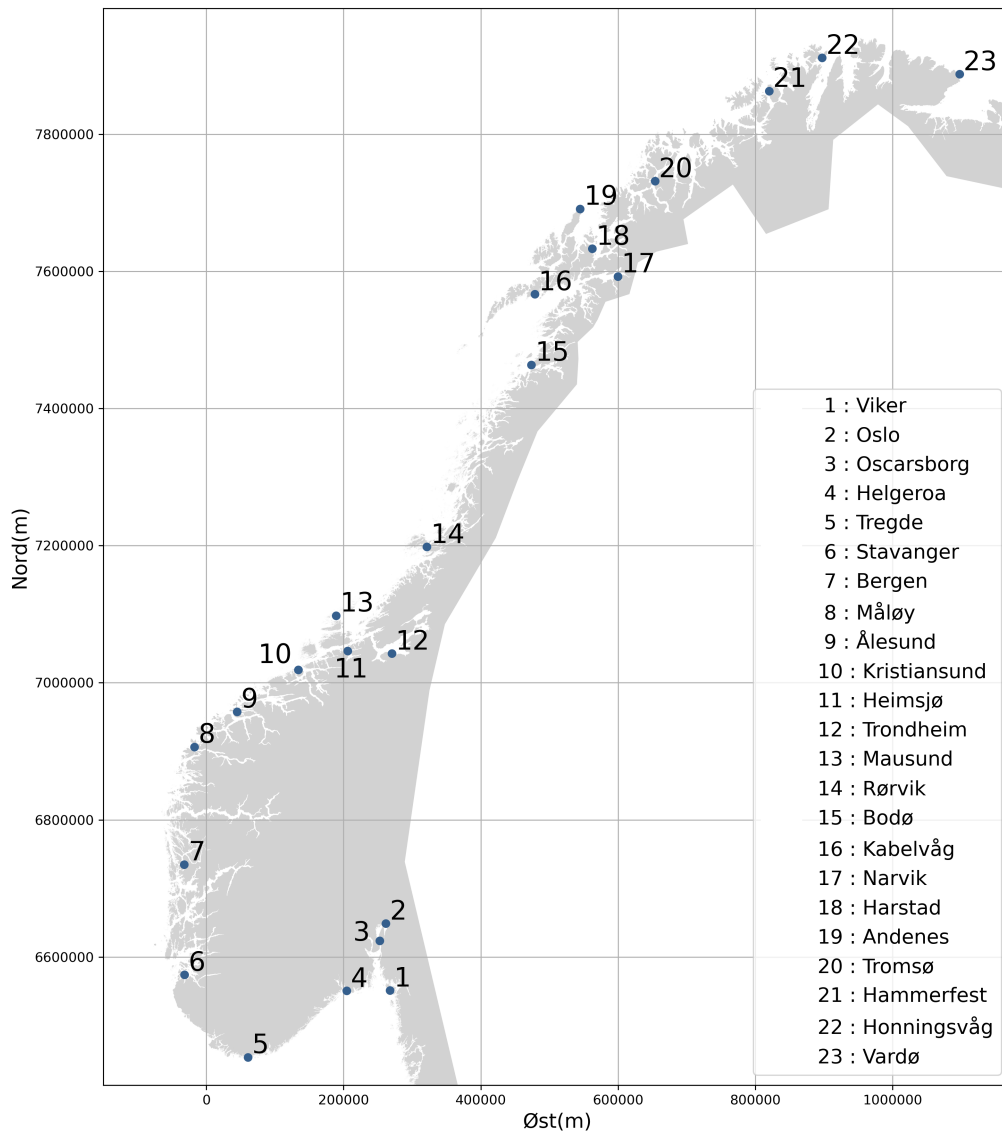 22
23
21
7800000
20
19
18
17
7600000
16
15
7400000
1 : Viker
2 : Oslo
3 : Oscarsborg
4 : Helgeroa
5 : Tregde
6 : Stavanger
7 : Bergen
8 : Måløy
9 : Ålesund
10 : Kristiansund
11 : Heimsjø
12 : Trondheim
13 : Mausund
14 : Rørvik
15 : Bodø
16 : Kabelvåg
17 : Narvik
18 : Harstad
19 : Andenes
20 : Tromsø
21 : Hammerfest
22 : Honningsvåg
23 : Vardø
Nord(m)
14
7200000
13
12
10
11
7000000
9
8
6800000
7
2
3
6600000
6
4
1
5
0
200000
400000
600000
800000
1000000
Øst(m)